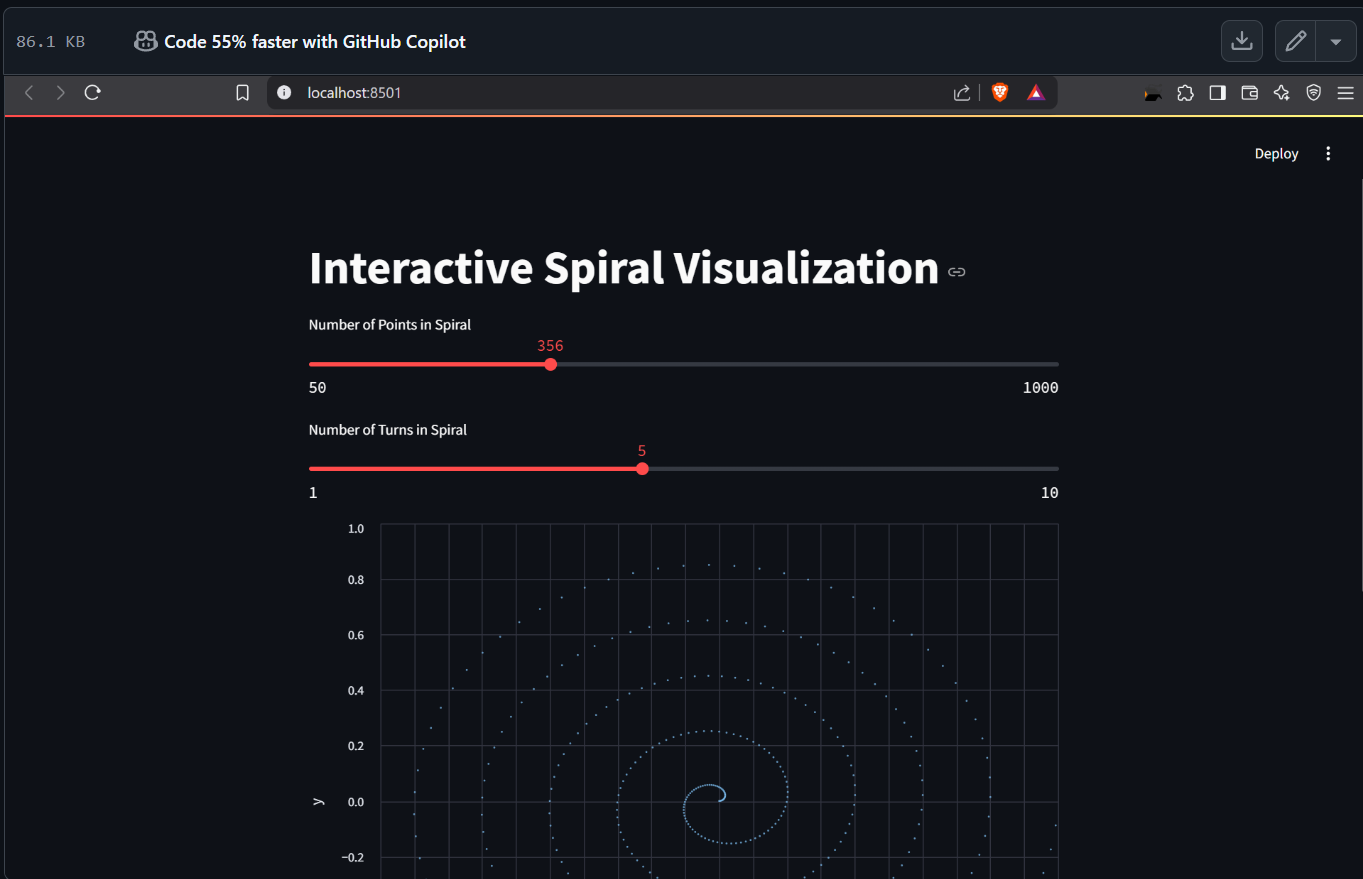 86.1 KB
Code 55% faster with GitHub Copilot
localhost:8501
Deploy
Interactive Spiral Visualization
Number of Points in Spiral
356
50 1000
Number of Turns in Spiral
5
1 10
1.0
0.8
0.6
0.4
0.2
y 0.0
−0.2